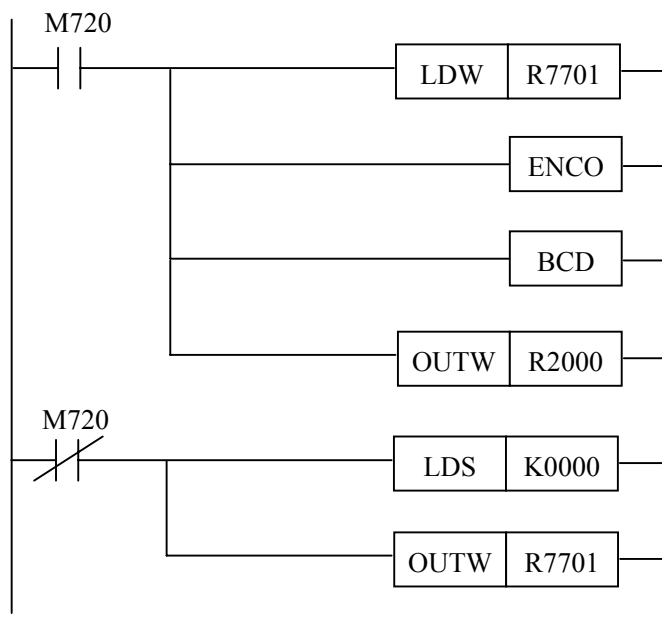 M720
LDW R7701
ENCO
BCD
OUTW R2000
M720
LDS K0000
OUTW R7701